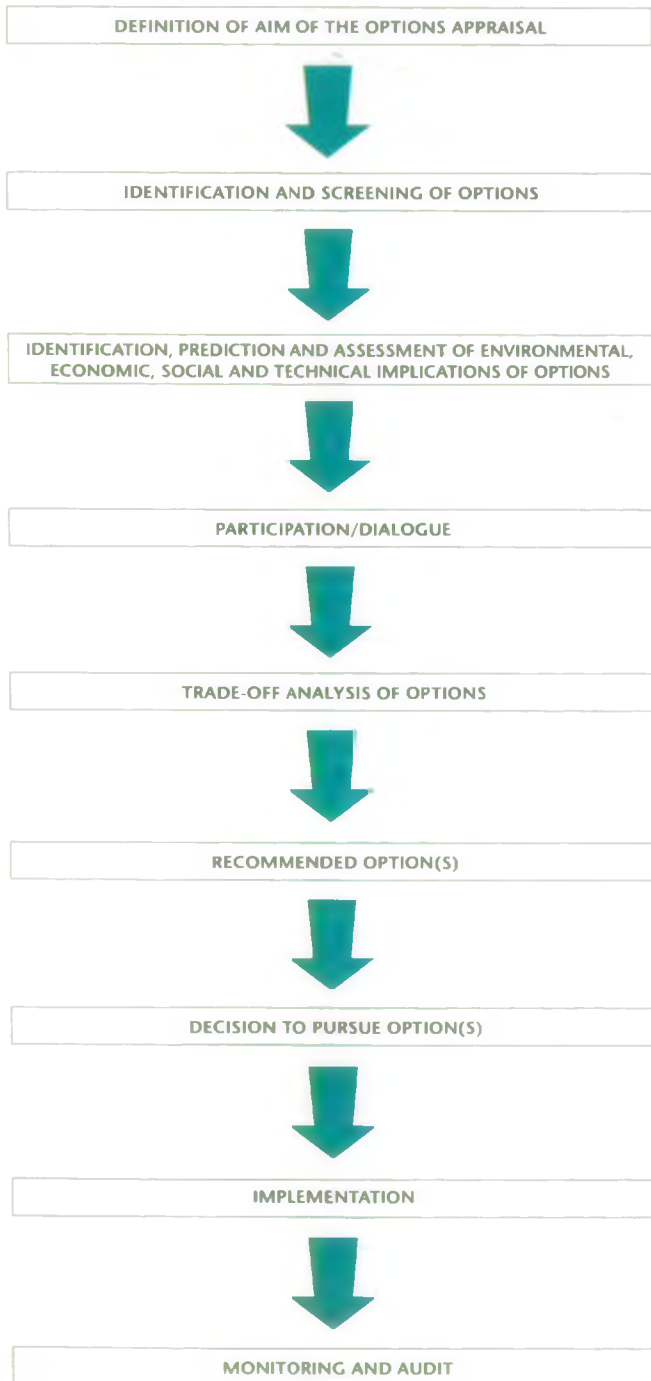 DEFINITION OF AIM OF THE OPTIONS APPRAISAL
IDENTIFICATION AND SCREENING OF OPTIONS
IDENTIFICATION, PREDICTION AND ASSESSMENT OF ENVIRONMENTAL,
ECONOMIC, SOCIAL AND TECHNICAL IMPLICATIONS OF OPTIONS
PARTICIPATION/DIALOGUE
TRADE-OFF ANALYSIS OF OPTIONS
RECOMMENDED OPTION(S)
DECISION TO PURSUE OPTION(S)
IMPLEMENTATION
MONITORING AND AUDIT